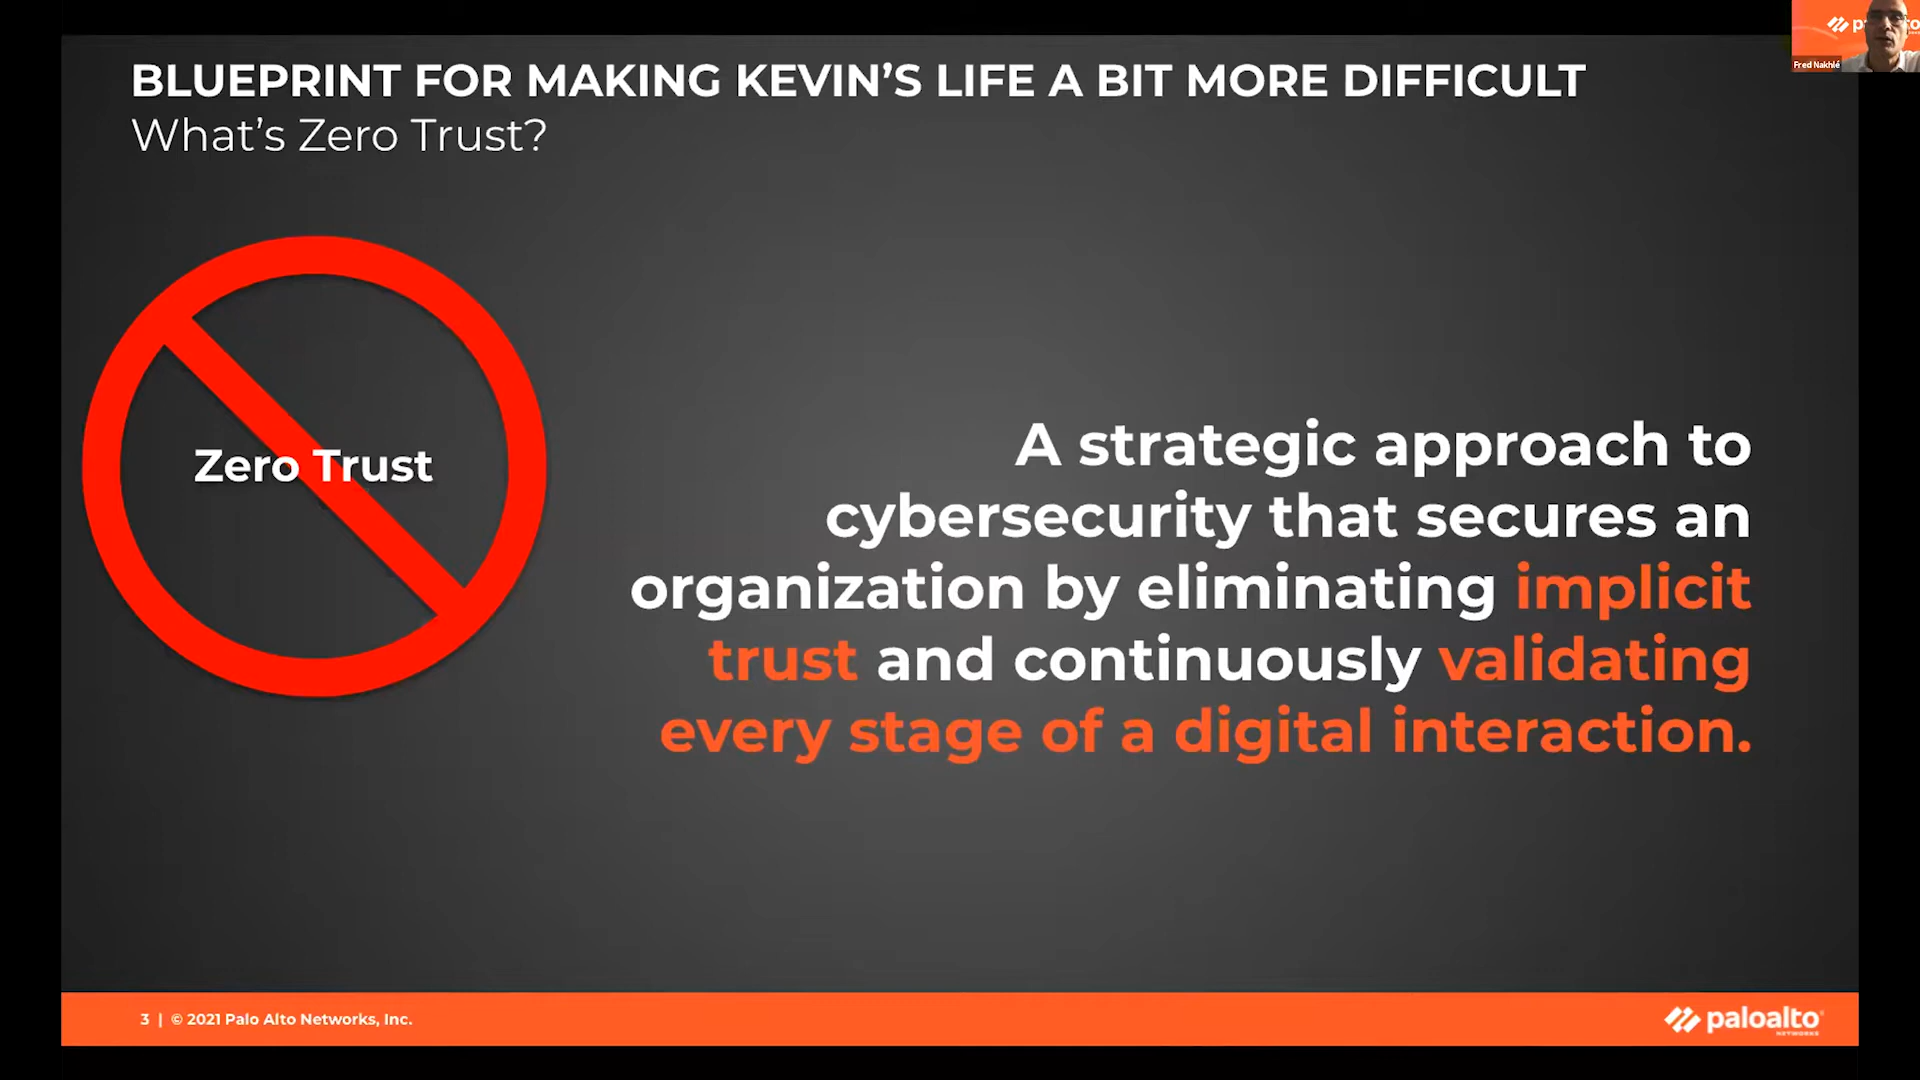 BLUEPRINT FOR MAKING KEVIN'S LIFE A BIT MORE DIFFICULT
What's Zero Trust?
Fred Nakhlé
Zero Trust
A strategic approach to
cybersecurity that secures an
organization by eliminating implicit
trust and continuously validating
every stage of a digital interaction.
3 | © 2021 Palo Alto Networks, Inc.
paloalto
NETWORKS